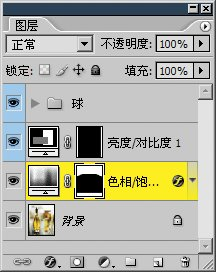 图层
正常 不透明度: 100%
锁定: 填充: 100%
球
亮度/对比度 1
色相/饱...
背景